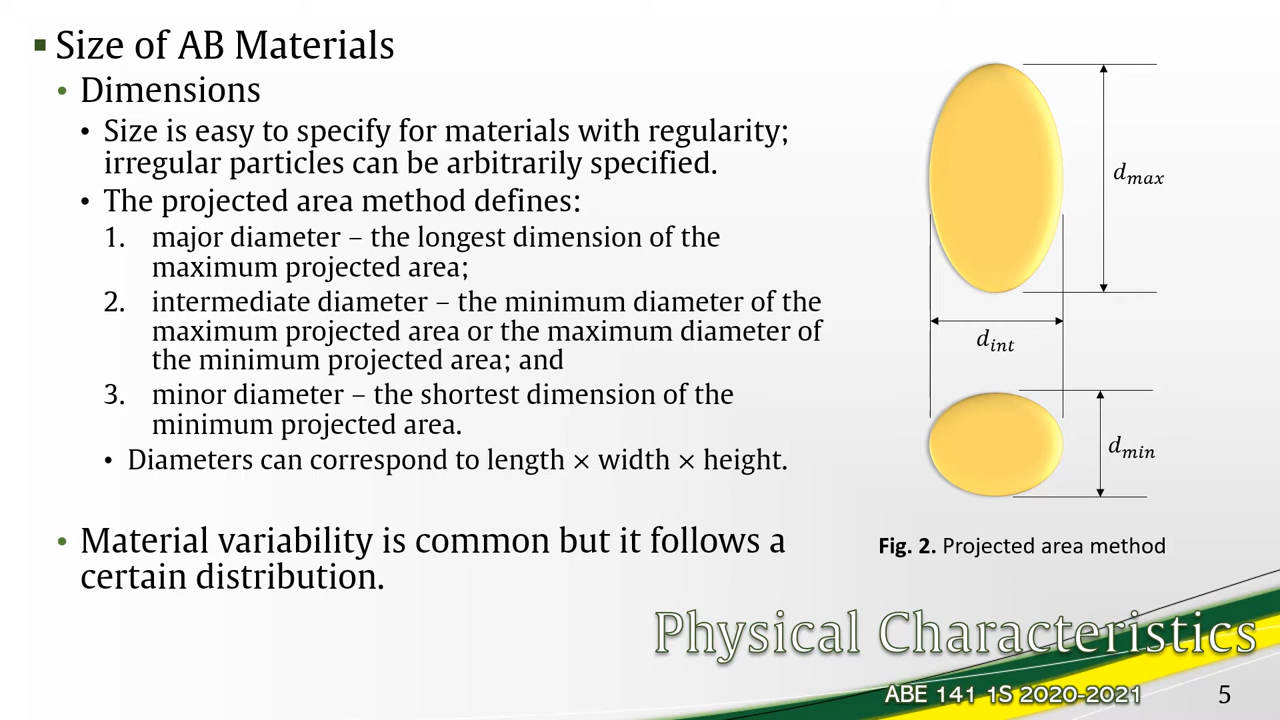 ▪ Size of AB Materials
• Dimensions
• Size is easy to specify for materials with regularity;
irregular particles can be arbitrarily specified.
• The projected area method defines:
1. major diameter – the longest dimension of the
maximum projected area;
2. intermediate diameter – the minimum diameter of the
maximum projected area or the maximum diameter of
the minimum projected area; and
3. minor diameter – the shortest dimension of the
minimum projected area.
• Diameters can correspond to length × width × height.
• Material variability is common but it follows a
certain distribution.
d_max
d_int
d_min
Fig. 2. Projected area method
Physical Characteristics
ABE 141 1S 2020-2021
5